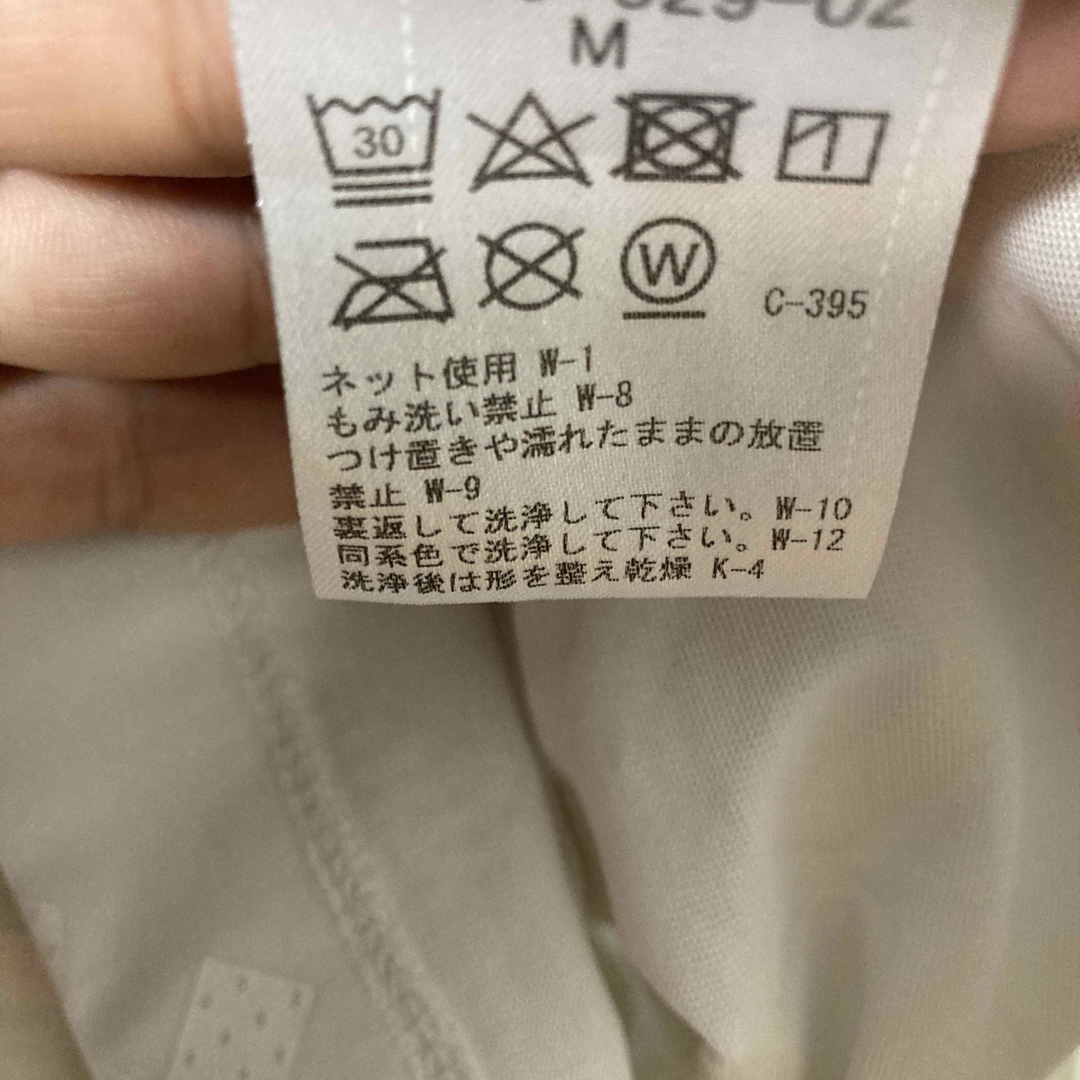 329-02
M
30
W
C-395
ネット使用 W-1
もみ洗い禁止 W-8
つけ置きや濡れたままの放置
禁止 W-9
裏返して洗浄して下さい。W-10
同系色で洗浄して下さい。W-12
洗浄後は形を整え乾燥 K-4